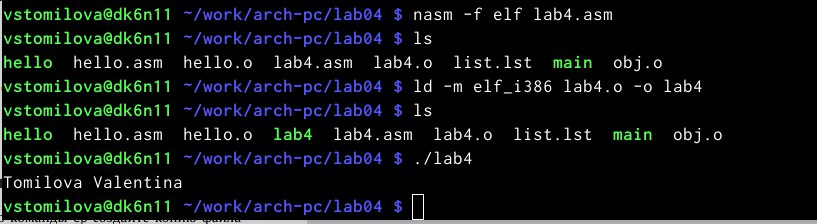 vstomilova@dk6n11 ~/work/arch-pc/lab04 $ nasm -f elf lab4.asm
vstomilova@dk6n11 ~/work/arch-pc/lab04 $ ls
hello hello.asm hello.o lab4.asm lab4.o list.lst main obj.o
vstomilova@dk6n11 ~/work/arch-pc/lab04 $ ld -m elf_i386 lab4.o -o lab4
vstomilova@dk6n11 ~/work/arch-pc/lab04 $ ls
hello hello.asm hello.o lab4 lab4.asm lab4.o list.lst main obj.o
vstomilova@dk6n11 ~/work/arch-pc/lab04 $ ./lab4
Tomilova Valentina
vstomilova@dk6n11 ~/work/arch-pc/lab04 $